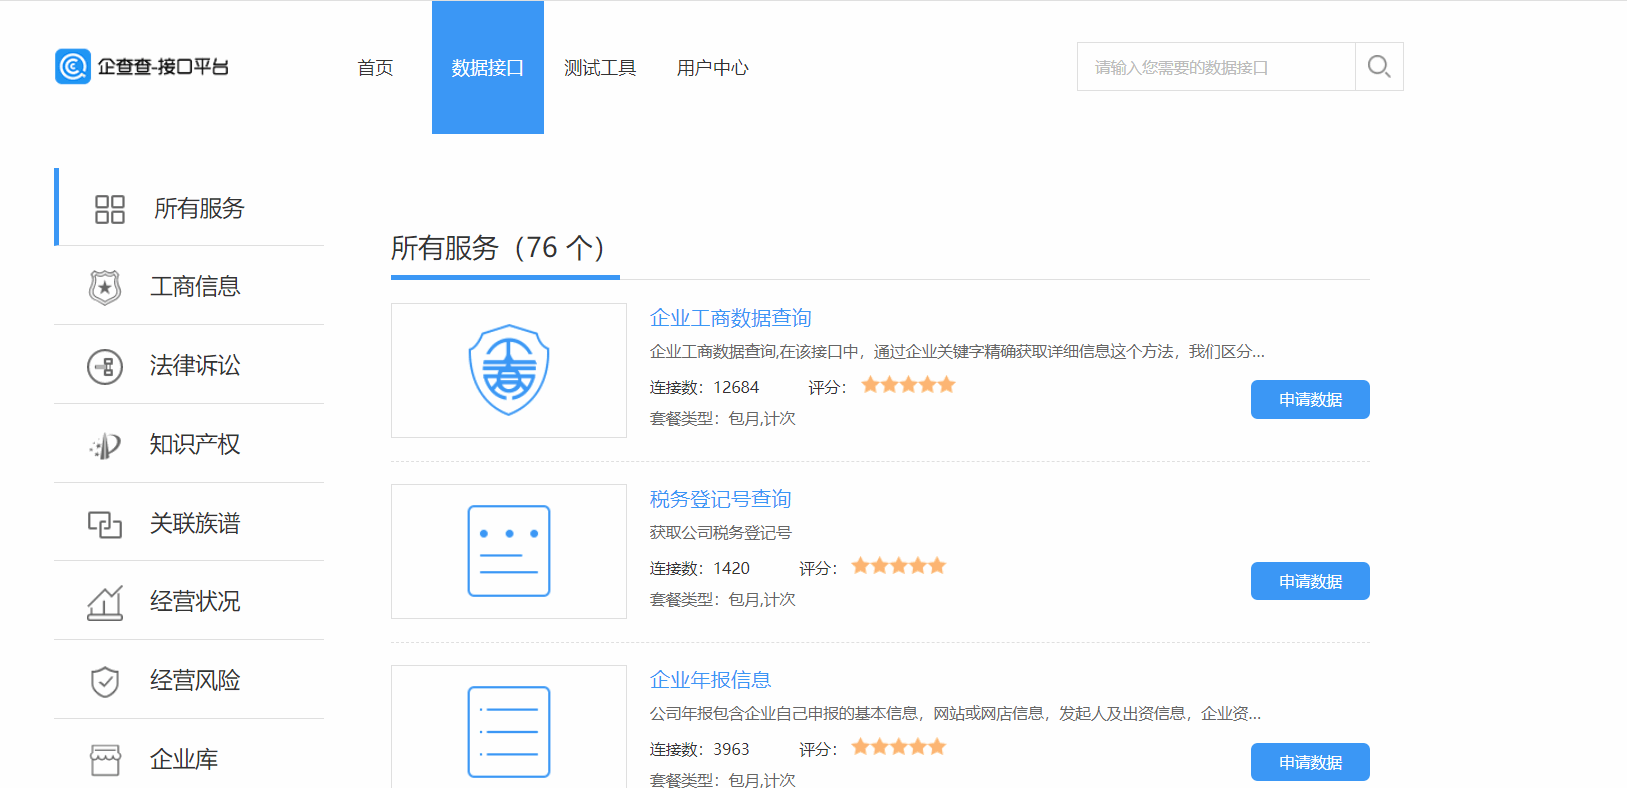 企查查-接口平台
首页
数据接口
测试工具
用户中心
请输入您需要的数据接口
所有服务
工商信息
法律诉讼
知识产权
关联族谱
经营状况
经营风险
企业库
所有服务（76 个）
企业工商数据查询
企业工商数据查询,在该接口中，通过企业关键字精确获取详细信息这个方法，我们区分...
连接数：12684 评分：
套餐类型：包月,计次
申请数据
税务登记号查询
获取公司税务登记号
连接数：1420 评分：
套餐类型：包月,计次
申请数据
企业年报信息
公司年报包含企业自己申报的基本信息，网站或网店信息，发起人及出资信息，企业资...
连接数：3963 评分：
套餐类型：包月,计次
申请数据